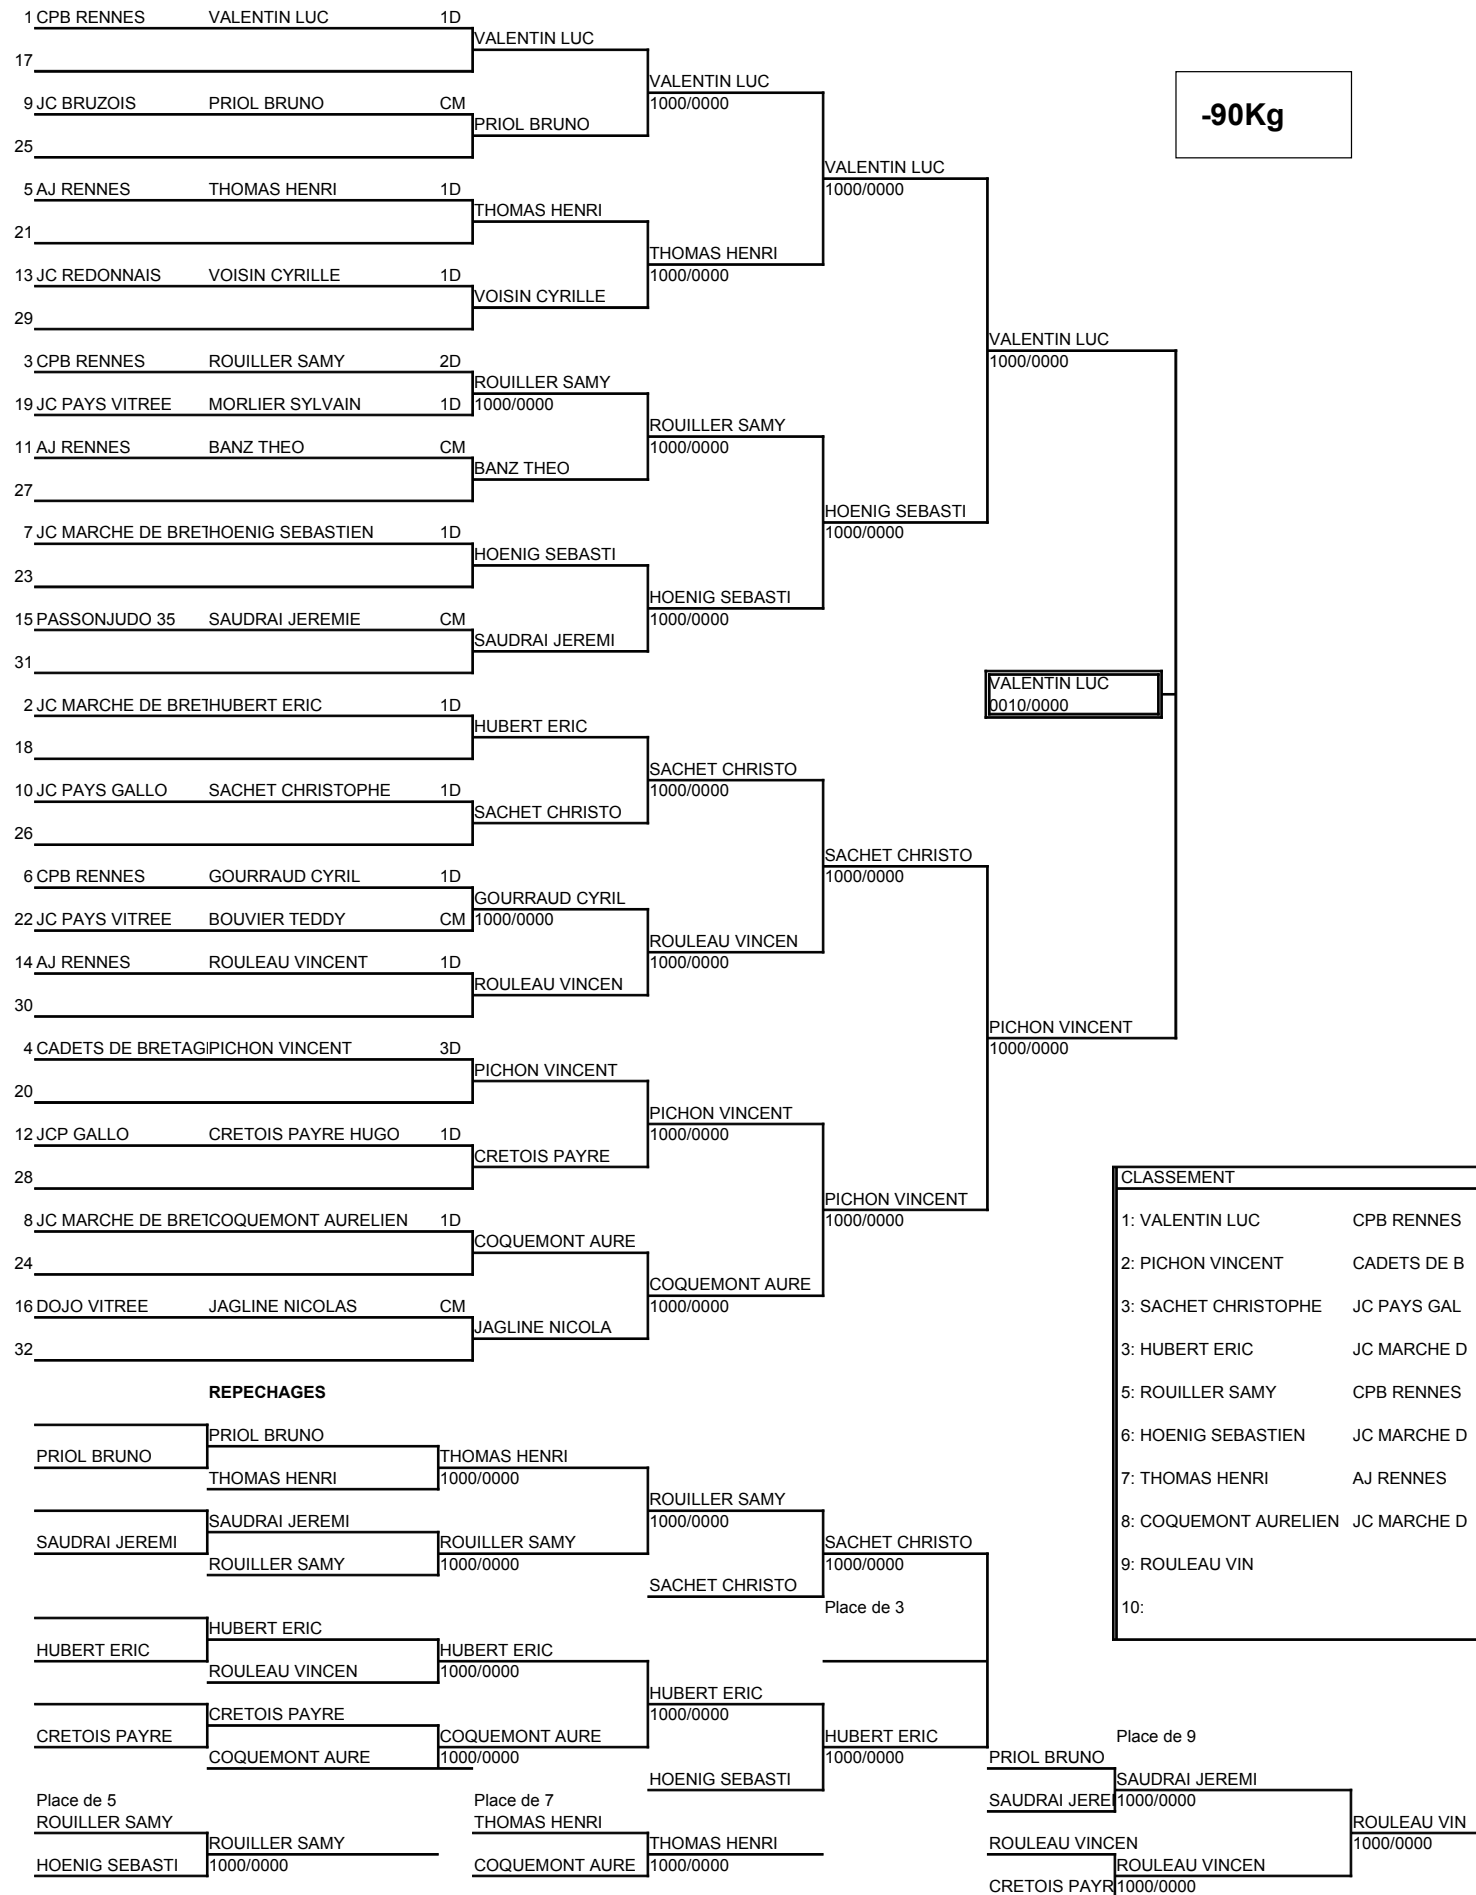 1 CPB RENNES VALENTIN LUC 1D
VALENTIN LUC
17
VALENTIN LUC
1000/0000
9 JC BRUZOIS PRIOL BRUNO CM
PRIOL BRUNO
25
-90Kg
VALENTIN LUC
1000/0000
5 AJ RENNES THOMAS HENRI 1D
THOMAS HENRI
21
THOMAS HENRI
1000/0000
13 JC REDONNAIS VOISIN CYRILLE 1D
VOISIN CYRILLE
29
VALENTIN LUC
1000/0000
3 CPB RENNES ROUILLER SAMY 2D
ROUILLER SAMY
19 JC PAYS VITREE MORLIER SYLVAIN 1D 1000/0000
ROUILLER SAMY
1000/0000
11 AJ RENNES BANZ THEO CM
BANZ THEO
27
HOENIG SEBASTI
1000/0000
7 JC MARCHE DE BRET HOENIG SEBASTIEN 1D
HOENIG SEBASTI
23
HOENIG SEBASTI
1000/0000
15 PASSONJUDO 35 SAUDRAI JEREMIE CM
SAUDRAI JEREMI
31
VALENTIN LUC
0010/0000
2 JC MARCHE DE BRET HUBERT ERIC 1D
HUBERT ERIC
18
SACHET CHRISTO
1000/0000
10 JC PAYS GALLO SACHET CHRISTOPHE 1D
SACHET CHRISTO
26
SACHET CHRISTO
1000/0000
6 CPB RENNES GOURRAUD CYRIL 1D
GOURRAUD CYRIL
22 JC PAYS VITREE BOUVIER TEDDY CM 1000/0000
ROULEAU VINCEN
1000/0000
14 AJ RENNES ROULEAU VINCENT 1D
ROULEAU VINCEN
30
PICHON VINCENT
1000/0000
4 CADETS DE BRETAG PICHON VINCENT 3D
PICHON VINCENT
20
PICHON VINCENT
1000/0000
12 JCP GALLO CRETOIS PAYRE HUGO 1D
CRETOIS PAYRE
28
PICHON VINCENT
1000/0000
8 JC MARCHE DE BRET COQUEMONT AURELIEN 1D
COQUEMONT AURE
24
COQUEMONT AURE
1000/0000
16 DOJO VITREE JAGLINE NICOLAS CM
JAGLINE NICOLA
32
CLASSEMENT
1: VALENTIN LUC CPB RENNES
2: PICHON VINCENT CADETS DE B
3: SACHET CHRISTOPHE JC PAYS GAL
3: HUBERT ERIC JC MARCHE D
5: ROUILLER SAMY CPB RENNES
6: HOENIG SEBASTIEN JC MARCHE D
7: THOMAS HENRI AJ RENNES
8: COQUEMONT AURELIEN JC MARCHE D
9: ROULEAU VIN
10:
REPECHAGES
PRIOL BRUNO
PRIOL BRUNO THOMAS HENRI
THOMAS HENRI 1000/0000
ROUILLER SAMY
SAUDRAI JEREMI 1000/0000
SAUDRAI JEREMI ROUILLER SAMY SACHET CHRISTO
ROUILLER SAMY 1000/0000 1000/0000
SACHET CHRISTO
Place de 3
HUBERT ERIC
HUBERT ERIC HUBERT ERIC
ROULEAU VINCEN 1000/0000
HUBERT ERIC
CRETOIS PAYRE 1000/0000
CRETOIS PAYRE COQUEMONT AURE HUBERT ERIC
COQUEMONT AURE 1000/0000 1000/0000
HOENIG SEBASTI
Place de 9
PRIOL BRUNO
SAUDRAI JEREMI
SAUDRAI JEREI 1000/0000
ROULEAU VIN
1000/0000
ROULEAU VINCEN
ROULEAU VINCEN
CRETOIS PAYR 1000/0000
Place de 5
ROUILLER SAMY
ROUILLER SAMY
HOENIG SEBASTI 1000/0000
Place de 7
THOMAS HENRI
THOMAS HENRI
COQUEMONT AURE 1000/0000